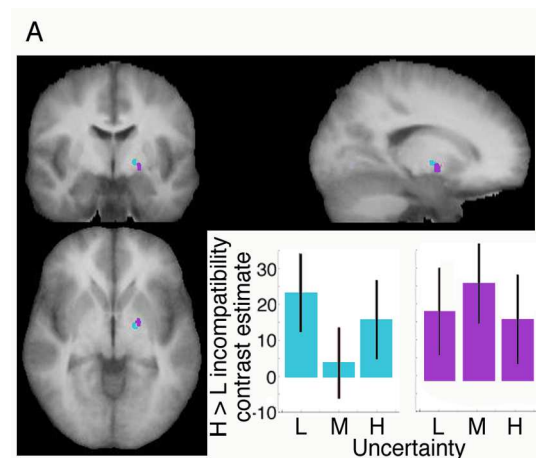 A
H > L incompatibility
contrast estimate
30
20
10
0
-10
L M H
L M H
Uncertainty